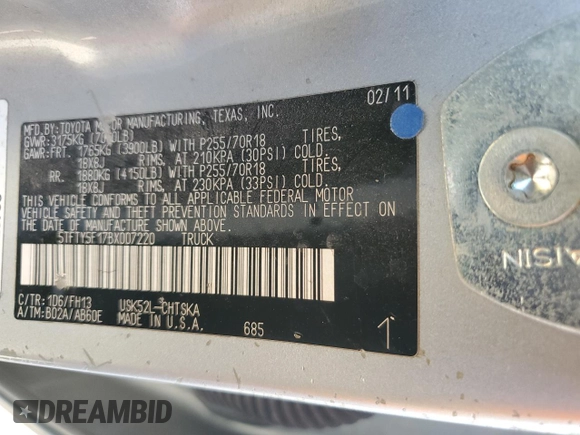 02/11
MFD.BY:TOYOTA MOTOR MANUFACTURING, TEXAS, INC.
GVWR:3175KG
GAWR:FRT. 1765KG (3900LB) WITH P255/70R18 TIRES,
18X8J RIMS. AT 210KPA (30PSI) COLD.
RR. 1880KG (4150LB) WITH P255/70R18 TIRES,
18X8J RIMS. AT 230KPA (33PSI) COLD.
THIS VEHICLE CONFORMS TO ALL APPLICABLE FEDERAL MOTOR
VEHICLE SAFETY AND THEFT PREVENTION STANDARDS IN EFFECT ON
THE DATE OF MANUFACTURE SHOWN ABOVE.
5TFTY5F17BX007220 TRUCK
C/TR:1D6/FH13 USK52L-CHTSKA
A/TM:B02A/AB60E MADE IN U.S.A. 685
AISIN
DREAMBID